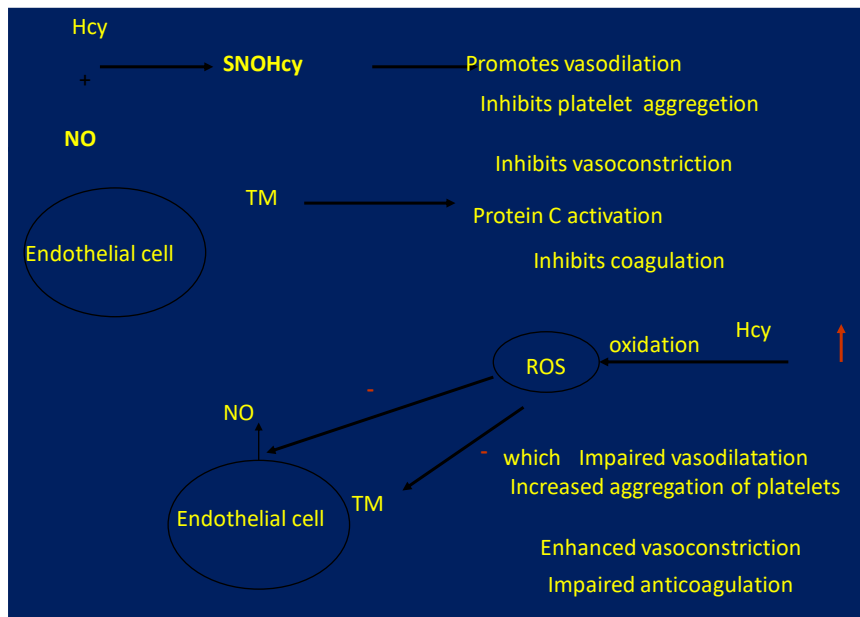 Hcy
+
SNOHcy
Promotes vasodilation
Inhibits platelet aggregetion
NO
Inhibits vasoconstriction
TM
Protein C activation
Endothelial cell
Inhibits coagulation
Hcy
oxidation
ROS
-
NO
- which Impaired vasodilatation
Increased aggregation of platelets
TM
Endothelial cell
Enhanced vasoconstriction
Impaired anticoagulation